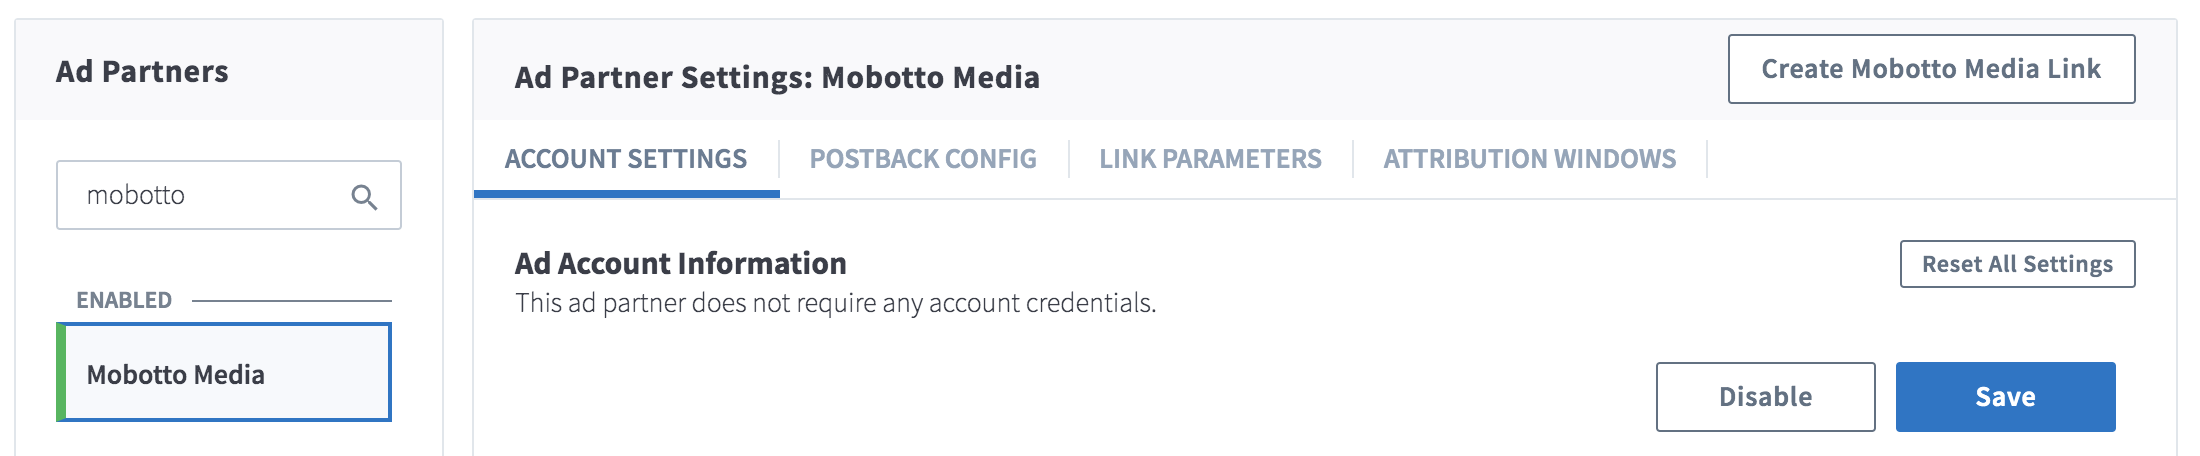 Ad Partners
mobotto
ENABLED
Mobotto Media
Ad Partner Settings: Mobotto Media
Create Mobotto Media Link
ACCOUNT SETTINGS
POSTBACK CONFIG
LINK PARAMETERS
ATTRIBUTION WINDOWS
Ad Account Information
Reset All Settings
This ad partner does not require any account credentials.
Disable
Save